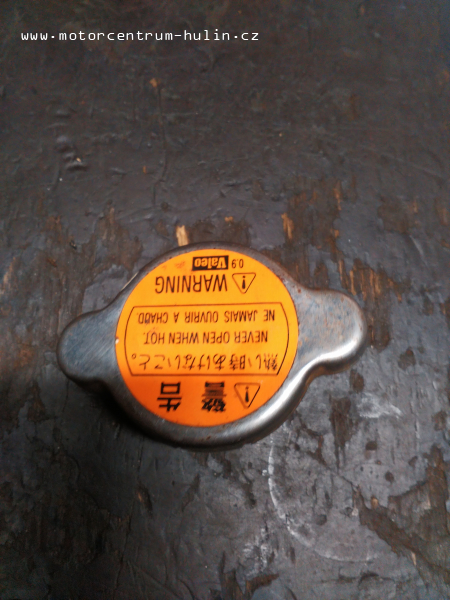 www.motorcentrum-hulin.cz
警告
熱い時あけないこと。
NEVER OPEN WHEN HOT.
NE JAMAIS OUVRIR A CHAUD
WARNING
0.9 Valeo